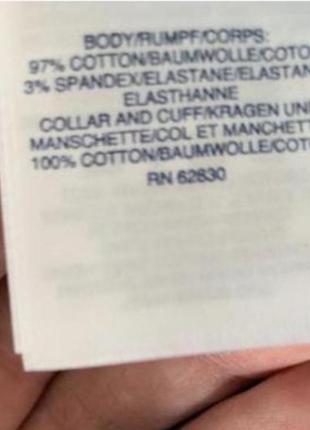 BODY/RUMPF/CORPS:
97% COTTON/BAUMWOLLE/COTO
3% SPANDEX/ELASTANE/ELASTAN
ELASTHANNE
COLLAR AND CUFF/KRAGEN UN
MANSCHETTE/COL ET MANCHETT
100% COTTON/BAUMWOLLE/COTO
RN 62630